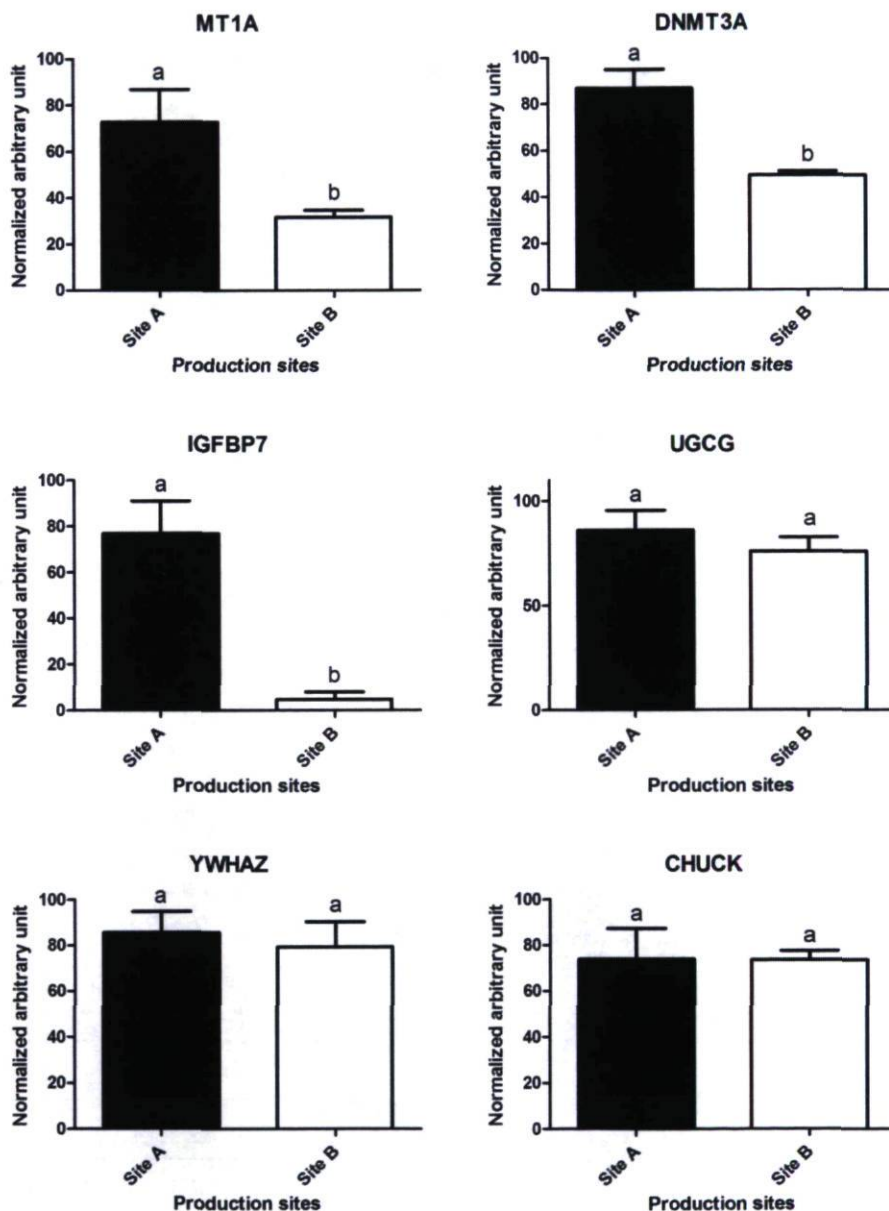 MT1A
Normalized arbitrary unit
100
80
60
40
20
0
a
b
Site A
Site B
Production sites
DNMT3A
Normalized arbitrary unit
100
80
60
40
20
0
a
b
Site A
Site B
Production sites
IGFBP7
Normalized arbitrary unit
100
80
60
40
20
0
a
b
Site A
Site B
Production sites
UGCG
Normalized arbitrary unit
100
50
0
a
a
Site A
Site B
Production sites
YWHAZ
Normalized arbitrary unit
100
80
60
40
20
0
a
a
Site A
Site B
Production sites
CHUCK
Normalized arbitrary unit
100
80
60
40
20
0
a
a
Site A
Site B
Production sites